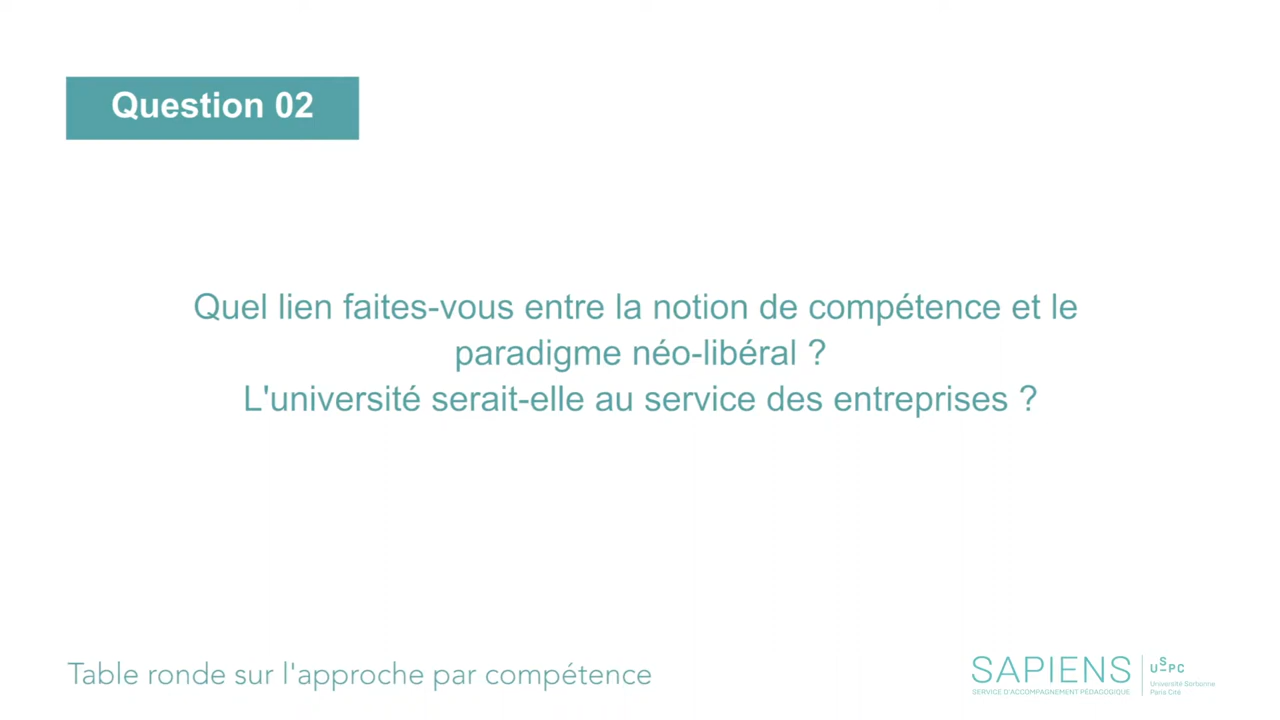 Question 02
Quel lien faites-vous entre la notion de compétence et le
paradigme néo-libéral ?
L'université serait-elle au service des entreprises ?
Table ronde sur l'approche par compétence
SAPIENS
SERVICE D'ACCOMPAGNEMENT PÉDAGOGIQUE
USPC
Université Sorbonne
Paris Cité